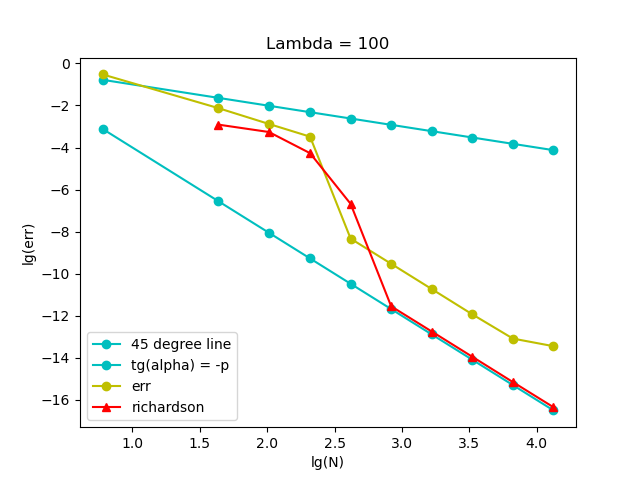 Lambda = 100
lg(err)
0
−2
−4
−6
−8
−10
−12
−14
−16
45 degree line
tg(alpha) = -p
err
richardson
1.0 1.5 2.0 2.5 3.0 3.5 4.0
lg(N)